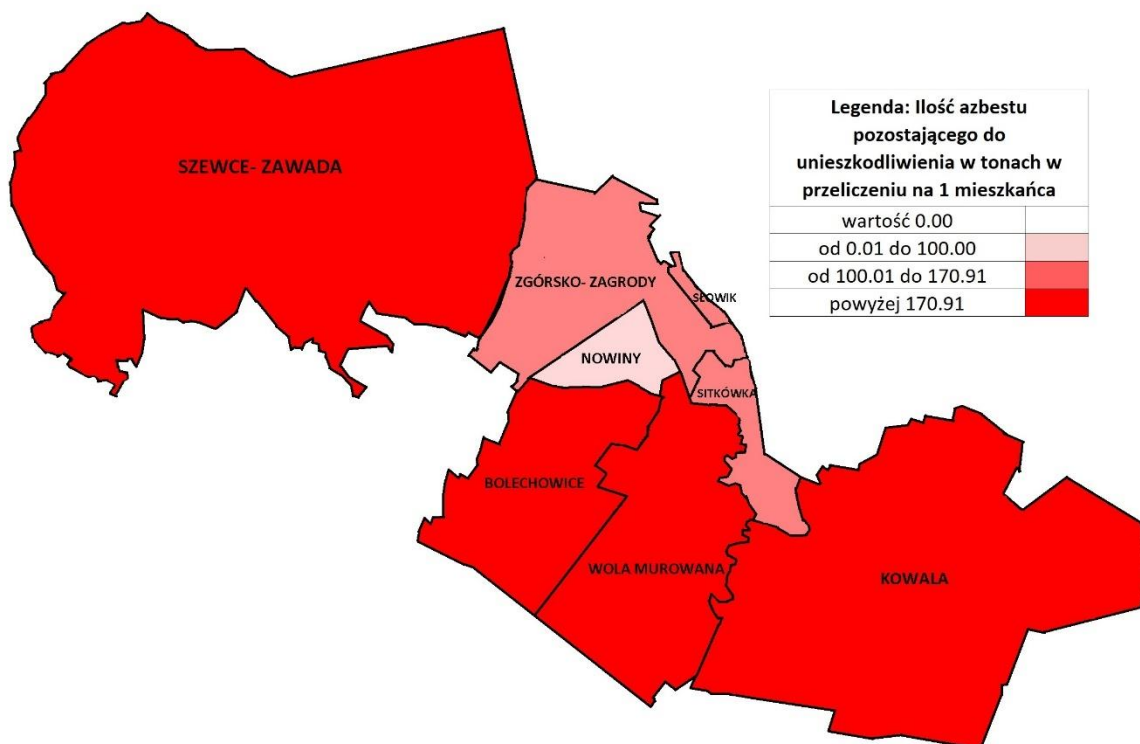 Legenda: Ilość azbestu
pozostającego do
unieszkodliwienia w tonach w
przeliczeniu na 1 mieszkańca
wartość 0.00
od 0.01 do 100.00
od 100.01 do 170.91
powyżej 170.91
SZEWCE- ZAWADA
ZGÓRSKO- ZAGRODY
SŁOWIK
NOWINY
SITKÓWKA
BOLECHOWICE
WOLA MUROWANA
KOWALA